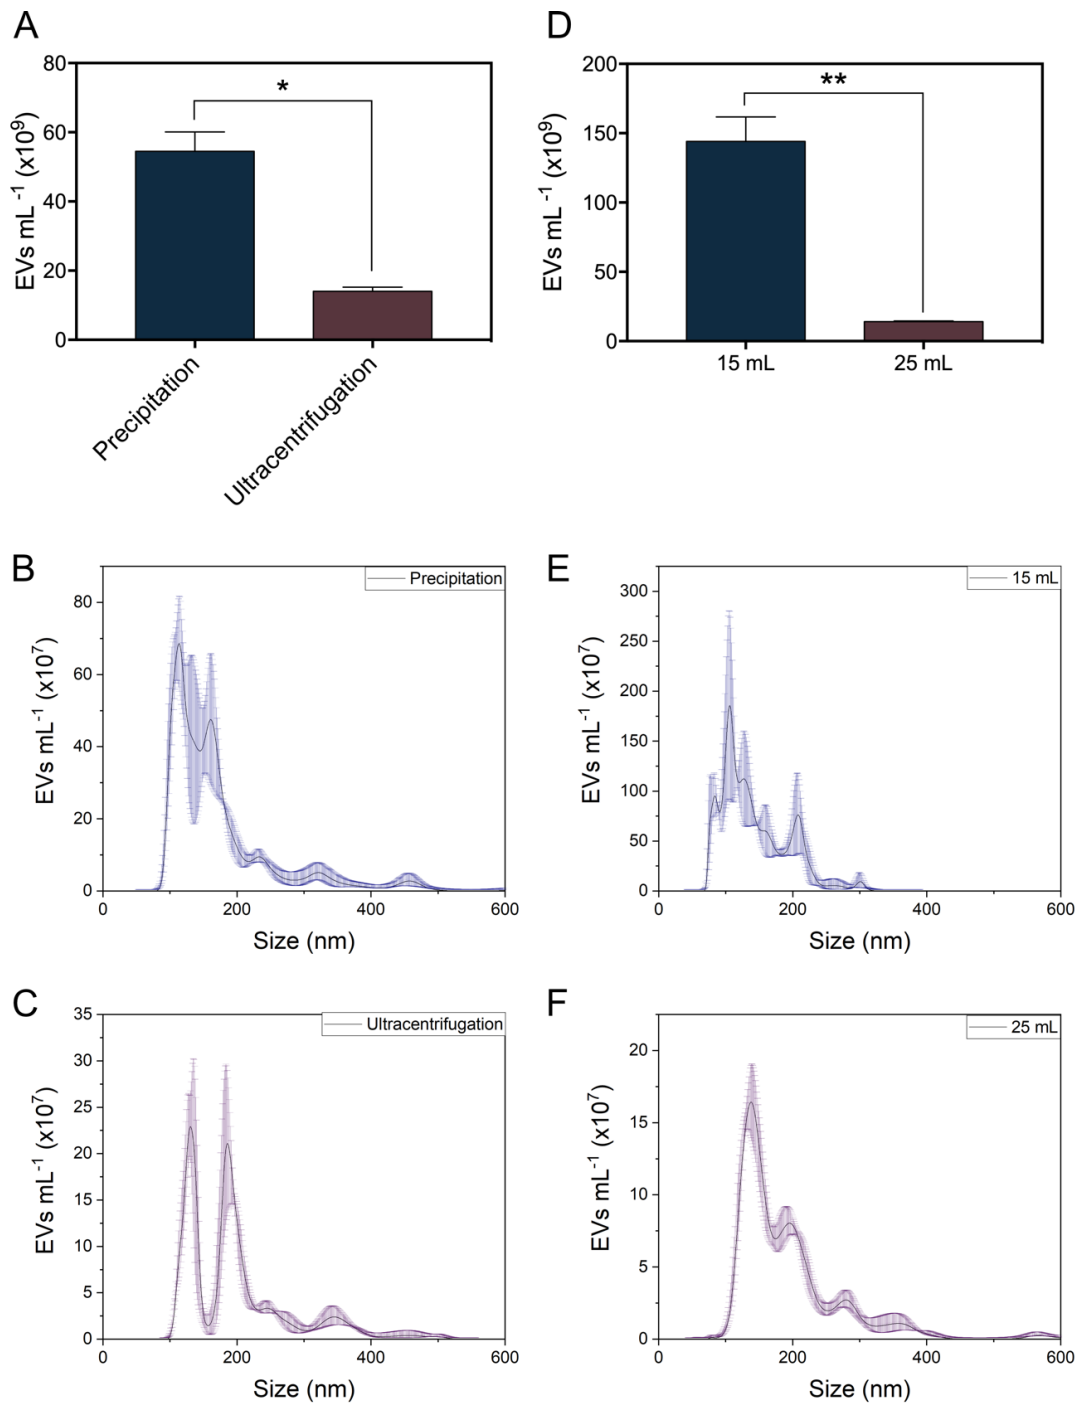 A
EVs mL⁻¹ (x10⁹)
80
60
40
20
0
*
Precipitation
Ultracentrifugation
D
EVs mL⁻¹ (x10⁹)
200
150
100
50
0
**
15 mL
25 mL
B
EVs mL⁻¹ (x10⁷)
80
60
40
20
0
Precipitation
0 200 400 600
Size (nm)
E
EVs mL⁻¹ (x10⁷)
300
250
200
150
100
50
0
15 mL
0 200 400 600
Size (nm)
C
EVs mL⁻¹ (x10⁷)
35
30
25
20
15
10
5
0
Ultracentrifugation
0 200 400 600
Size (nm)
F
EVs mL⁻¹ (x10⁷)
20
15
10
5
0
25 mL
0 200 400 600
Size (nm)